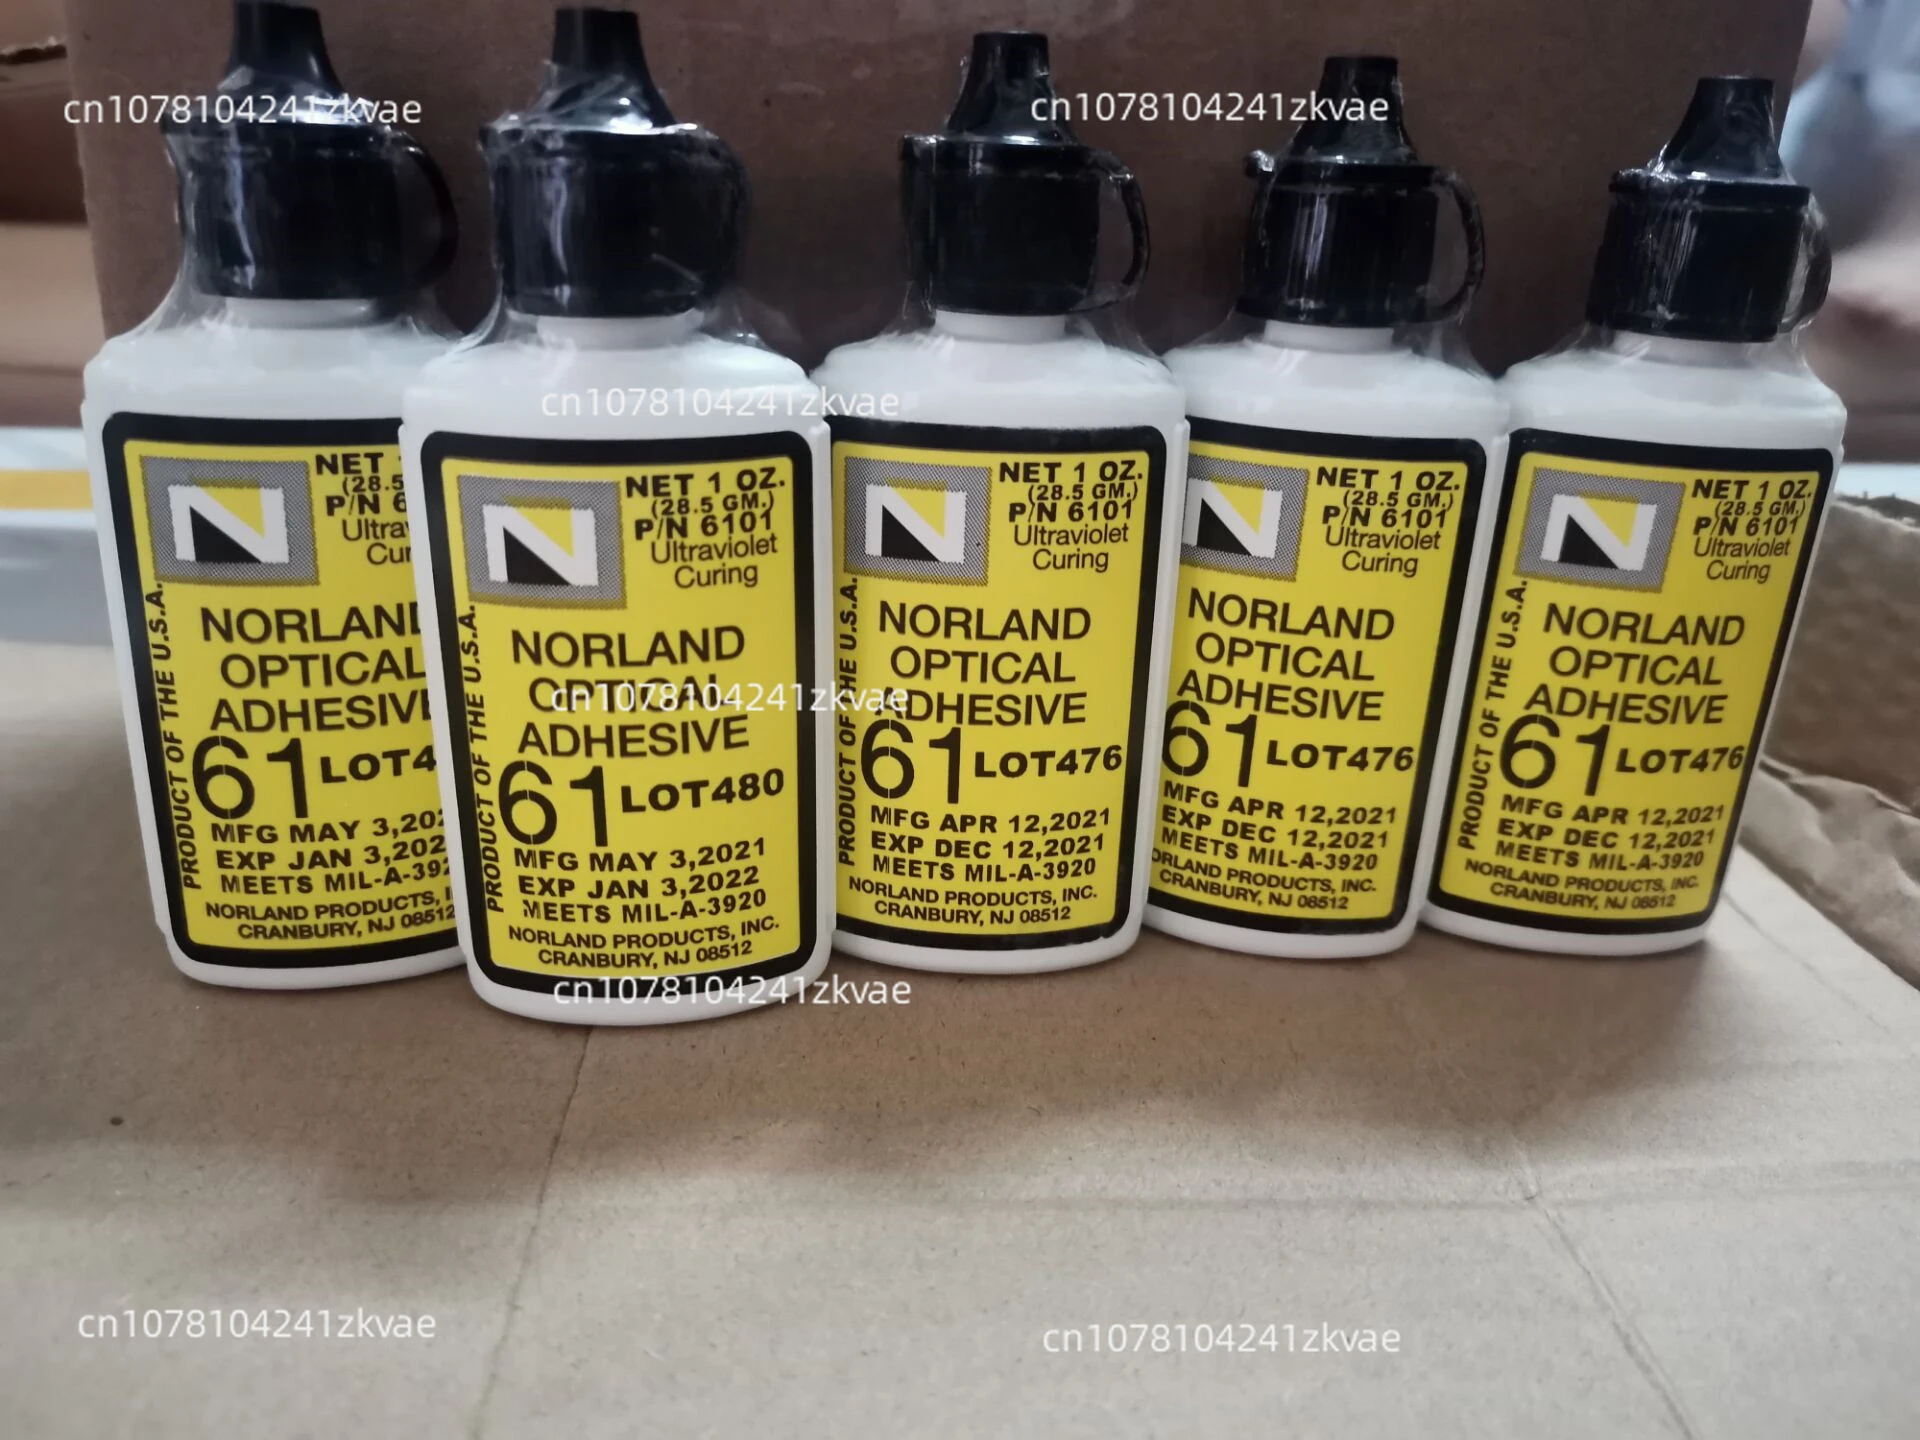 cn1078104241zkvae
cn1078104241zkvae
cn1078104241zkvae
NET
(28.5
P/N 6
PRODUCT OF THE U.S.A.
OPTICAL
61 LOT4
MFG MAY 3,202
EXP JAN 3,202
MEETS MIL-A-392
NORLAND PRODUCTS,
CRANBURY, NJ 08512
NET 1 OZ.
(28.5 GM.)
P/N 6101
Ultraviolet
Curing
PRODUCT OF THE U.S.A.
NORLAND
OPTICAL
ADHESIVE
61 LOT480
MFG MAY 3,2021
EXP JAN 3,2022
MEETS MIL-A-3920
NORLAND PRODUCTS, INC.
CRANBURY, NJ 08512
NET 1 OZ.
(28.5 GM.)
P/N 6101
Ultraviolet
Curing
PRODUCT OF THE U.S.A.
NORLAND
OPTICAL
ADHESIVE
61 LOT476
MFG APR 12,2021
EXP DEC 12,2021
MEETS MIL-A-3920
NORLAND PRODUCTS, INC.
CRANBURY, NJ 08512
NET 1 OZ.
(28.5 GM.)
P/N 6101
Ultraviolet
Curing
NORLAND
OPTICAL
ADHESIVE
61 LOT476
MFG APR 12,2021
EXP DEC 12,2021
MEETS MIL-A-3920
ORLAND PRODUCTS, INC.
CRANBURY, NJ 08512
NET 1 OZ.
(28.5 GM.)
P/N 6101
Ultraviolet
Curing
PRODUCT OF THE U.S.A.
NORLAND
OPTICAL
ADHESIVE
61 LOT476
MFG APR 12,2021
EXP DEC 12,2021
MEETS MIL-A-3920
NORLAND PRODUCTS, INC.
CRANBURY, NJ 08512
cn1078104241zkvae
cn1078104241zkvae
cn1078104241zkvae
cn1078104241zkvae